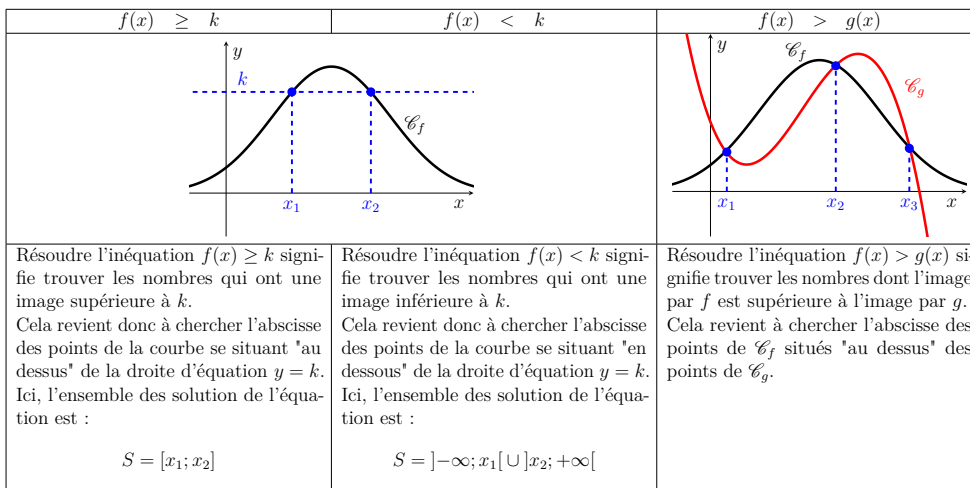 f(x) ≥ k
f(x) < k
f(x) > g(x)
y
k
𝒞_f
x_1
x_2
x
y
𝒞_f
𝒞_g
x_1
x_2
x_3
x
Résoudre l'inéquation f(x) ≥ k signi-
fie trouver les nombres qui ont une
image supérieure à k.
Cela revient donc à chercher l'abscisse
des points de la courbe se situant "au
dessus" de la droite d'équation y = k.
Ici, l'ensemble des solution de l'équa-
tion est :
S = [x_1; x_2]
Résoudre l'inéquation f(x) < k signi-
fie trouver les nombres qui ont une
image inférieure à k.
Cela revient donc à chercher l'abscisse
des points de la courbe se situant "en
dessous" de la droite d'équation y = k.
Ici, l'ensemble des solution de l'équa-
tion est :
S = ]−∞; x_1[ ∪ ]x_2; +∞[
Résoudre l'inéquation f(x) > g(x) si-
gnifie trouver les nombres dont l'image
par f est supérieure à l'image par g.
Cela revient à chercher l'abscisse des
points de 𝒞_f situés "au dessus" des
points de 𝒞_g.